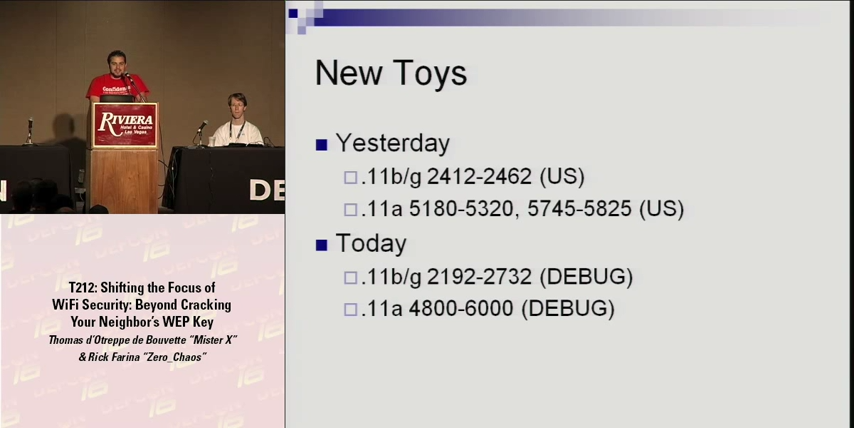 Confidence
RIVIERA
Hotel & Casino
Las Vegas
N
DE
T212: Shifting the Focus of
WiFi Security: Beyond Cracking
Your Neighbor's WEP Key
Thomas d'Otreppe de Bouvette "Mister X"
& Rick Farina "Zero_Chaos"
New Toys
Yesterday
.11b/g 2412-2462 (US)
.11a 5180-5320, 5745-5825 (US)
Today
.11b/g 2192-2732 (DEBUG)
.11a 4800-6000 (DEBUG)